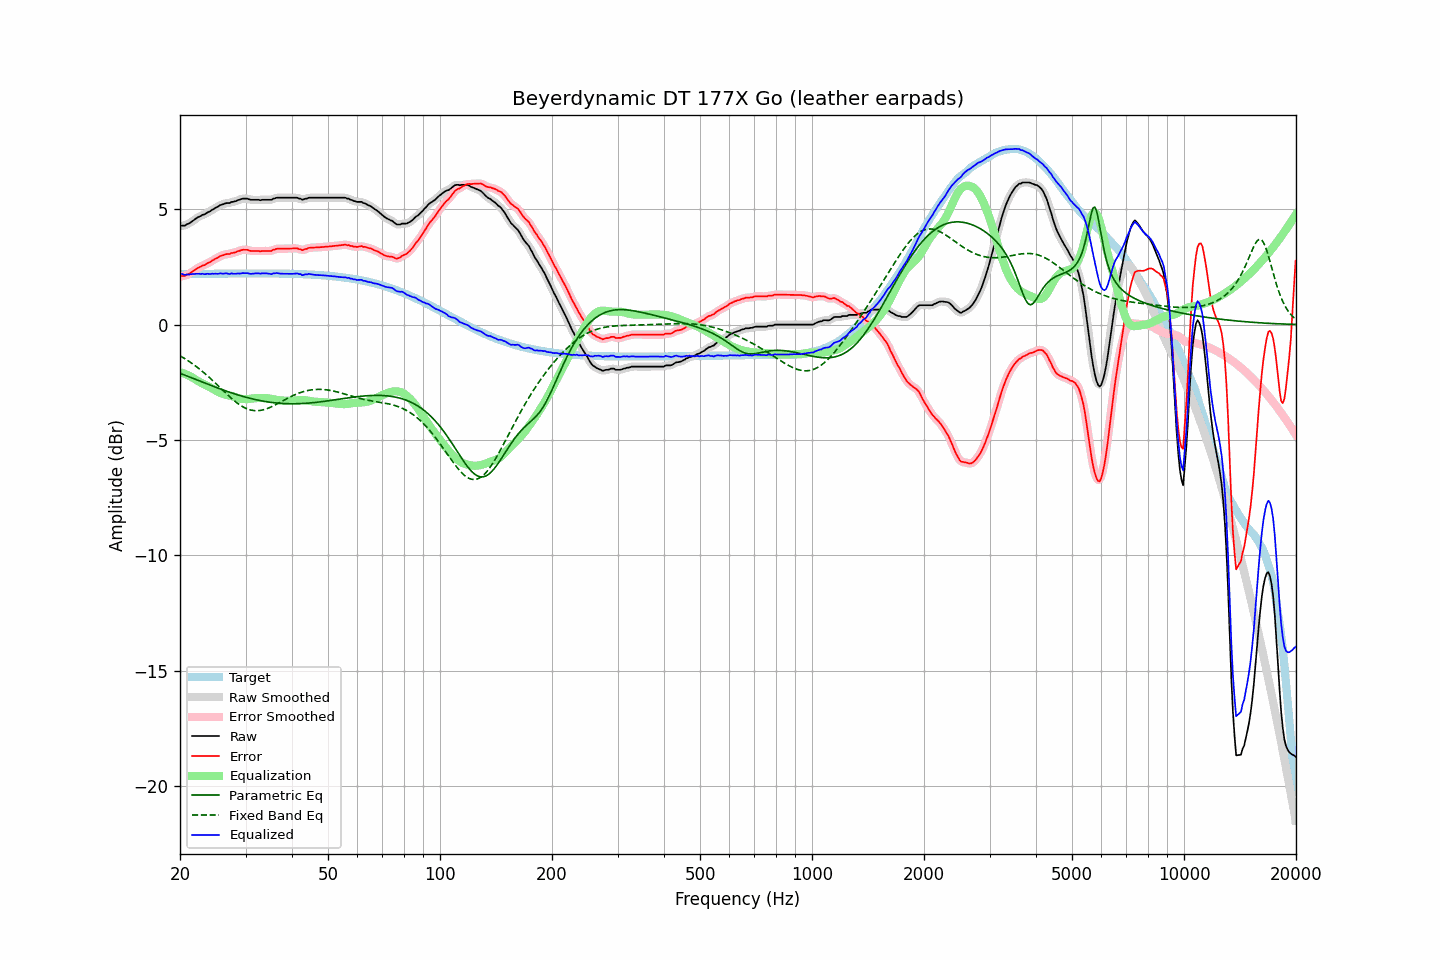 Beyerdynamic DT 177X Go (leather earpads)
Amplitude (dBr)
5
0
−5
−10
−15
−20
Target
Raw Smoothed
Error Smoothed
Raw
Error
Equalization
Parametric Eq
Fixed Band Eq
Equalized
20 50 100 200 500 1000 2000 5000 10000 20000
Frequency (Hz)